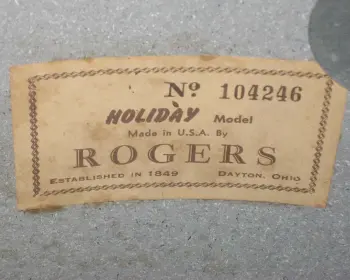 Nº 104246
HOLIDAY Model
Made in U.S.A. By
ROGERS
ESTABLISHED IN 1849 DAYTON, OHIO